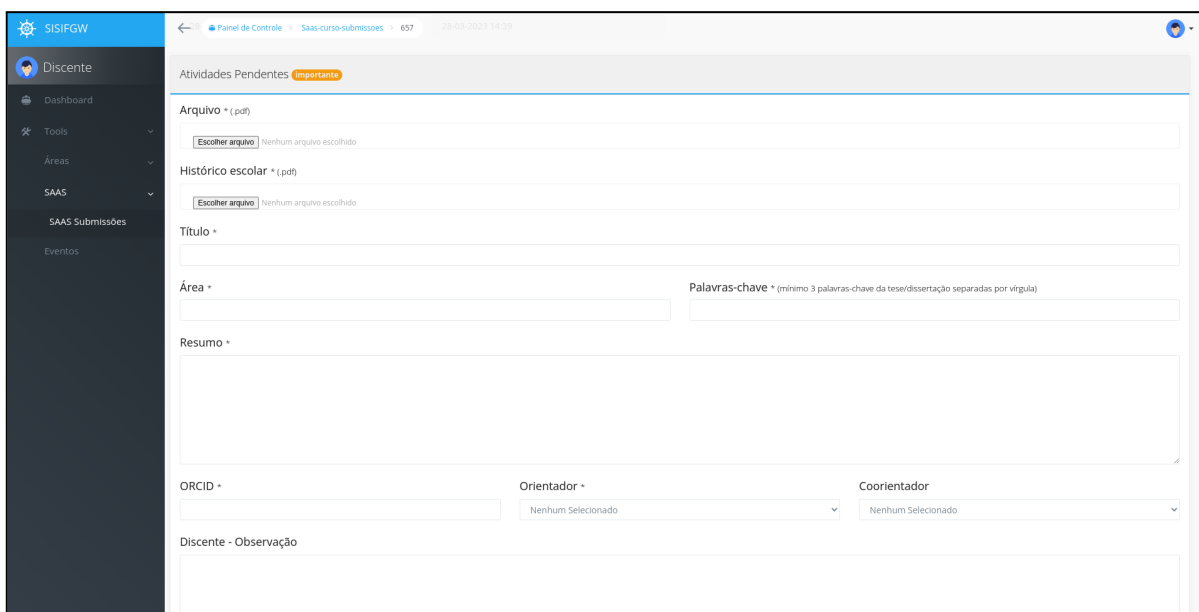 SISIFGW
Painel de Controle › Saas-curso-submissoes › 657
28-03-2023 14:39
Discente
Dashboard
Tools
Áreas
SAAS
SAAS Submissões
Eventos
Atividades Pendentes importante
Arquivo * (.pdf)
Escolher arquivo Nenhum arquivo escolhido
Histórico escolar * (.pdf)
Escolher arquivo Nenhum arquivo escolhido
Título *
Área *
Palavras-chave * (mínimo 3 palavras-chave da tese/dissertação separadas por vírgula)
Resumo *
ORCID *
Orientador *
Coorientador
Nenhum Selecionado
Nenhum Selecionado
Discente - Observação